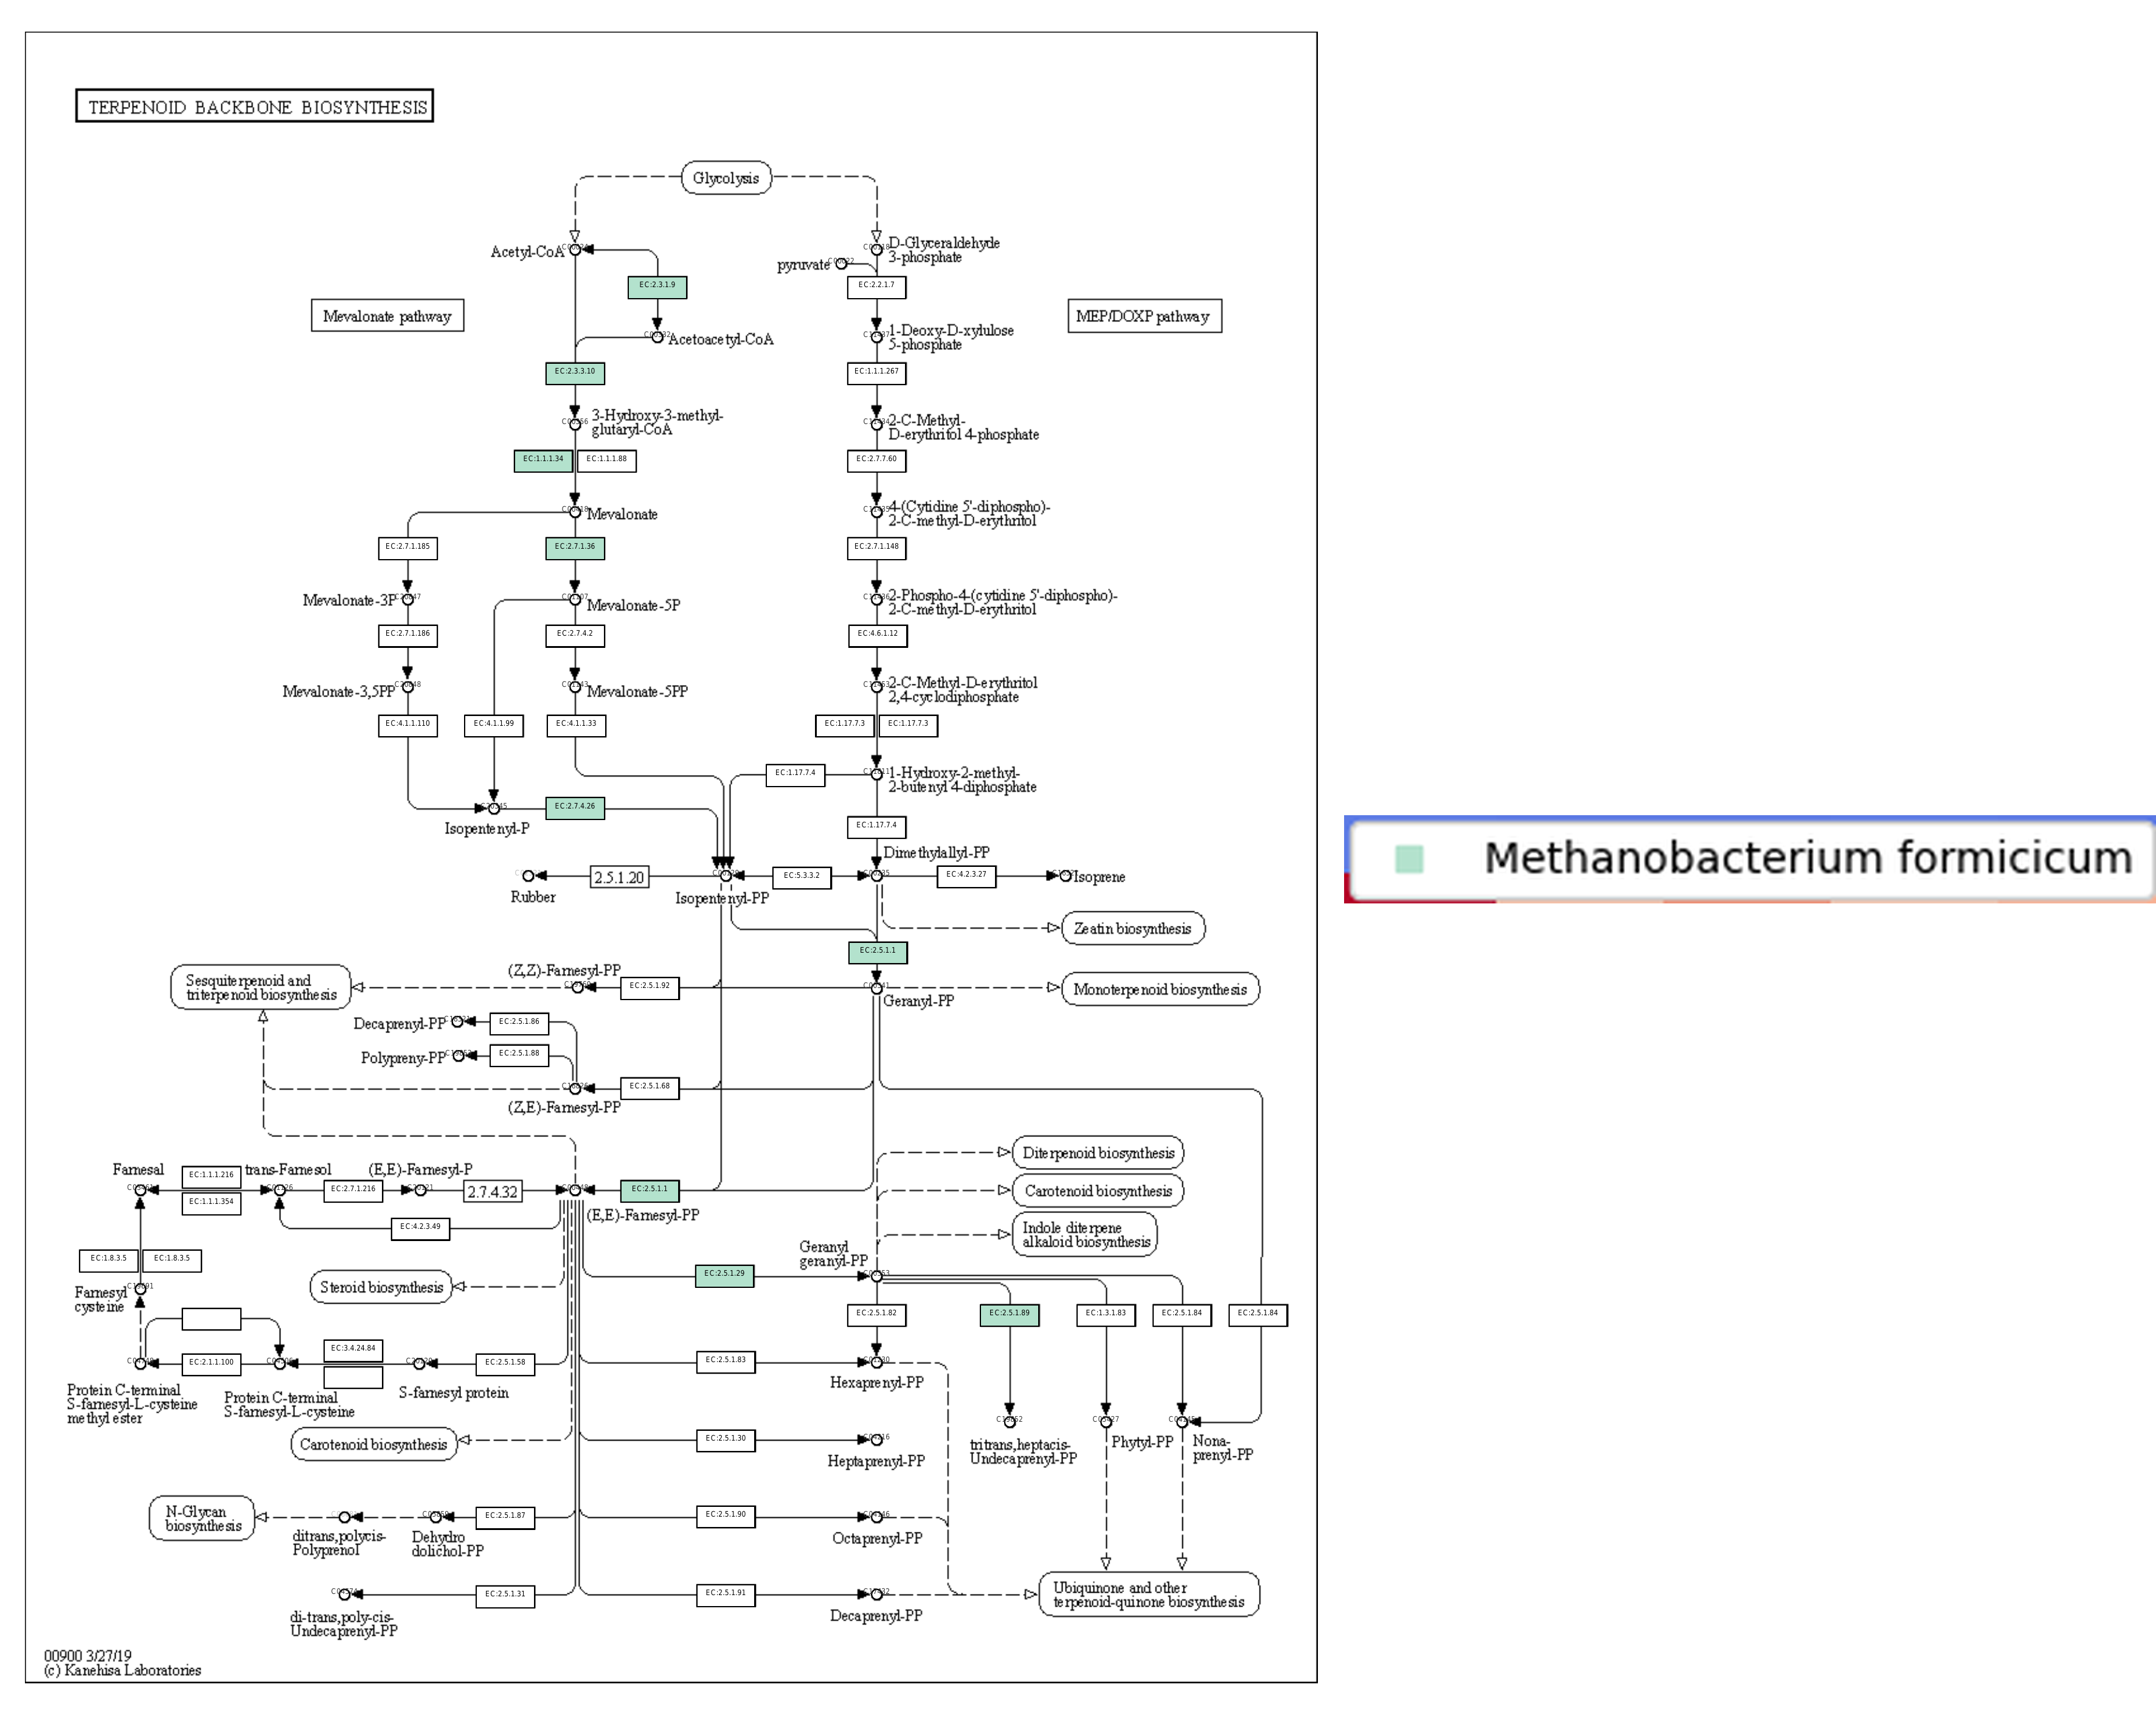 TERPENOID BACKBONE BIOSYNTHESIS
Glycolysis
Acetyl-CoA
D-Glyceraldehyde
3-phosphate
pyruvate
EC:2.3.1.9
EC:2.2.1.7
Mevalonate pathway
MEP/DOXP pathway
Acetoacetyl-CoA
1-Deoxy-D-xylulose
5-phosphate
EC:2.3.3.10
EC:1.1.1.267
3-Hydroxy-3-methyl-
glutaryl-CoA
2-C-Methyl-
D-erythritol 4-phosphate
EC:1.1.1.34
EC:1.1.1.88
EC:2.7.7.60
Mevalonate
4-(Cytidine 5'-diphospho)-
2-C-methyl-D-erythritol
EC:2.7.1.185
EC:2.7.1.36
EC:2.7.1.148
Mevalonate-3P
Mevalonate-5P
2-Phospho-4-(cytidine 5'-diphospho)-
2-C-methyl-D-erythritol
EC:2.7.1.186
EC:2.7.4.2
EC:4.6.1.12
Mevalonate-3,5PP
Mevalonate-5PP
2-C-Methyl-D-erythritol
2,4-cyclodiphosphate
EC:4.1.1.110
EC:4.1.1.99
EC:4.1.1.33
EC:1.17.7.3
EC:1.17.7.3
EC:1.17.7.4
1-Hydroxy-2-methyl-
2-butenyl 4-diphosphate
EC:2.7.4.26
Isopentenyl-P
EC:1.17.7.4
Dimethylallyl-PP
2.5.1.20
EC:5.3.3.2
EC:4.2.3.27
Isoprene
Rubber
Isopentenyl-PP
Zeatin biosynthesis
EC:2.5.1.1
(Z,Z)-Farnesyl-PP
Sesquiterpenoid and
triterpenoid biosynthesis
EC:2.5.1.92
Geranyl-PP
Monoterpenoid biosynthesis
Decaprenyl-PP
EC:2.5.1.86
Polypreny-PP
EC:2.5.1.88
EC:2.5.1.68
(Z,E)-Farnesyl-PP
Diterpenoid biosynthesis
Farnesal
EC:1.1.1.216
trans-Farnesol
(E,E)-Farnesyl-P
EC:1.1.1.354
EC:2.7.1.216
2.7.4.32
EC:2.5.1.1
Carotenoid biosynthesis
(E,E)-Farnesyl-PP
EC:4.2.3.49
Indole diterpene
alkaloid biosynthesis
EC:1.8.3.5
EC:1.8.3.5
Geranyl
geranyl-PP
Steroid biosynthesis
EC:2.5.1.29
Farnesyl
cysteine
EC:2.5.1.82
EC:2.5.1.89
EC:1.3.1.83
EC:2.5.1.84
EC:2.5.1.84
EC:3.4.24.84
EC:2.1.1.100
EC:2.5.1.58
EC:2.5.1.83
Hexaprenyl-PP
Protein C-terminal
S-farnesyl-L-cysteine
methyl ester
Protein C-terminal
S-farnesyl-L-cysteine
S-farnesyl protein
Carotenoid biosynthesis
EC:2.5.1.30
Heptaprenyl-PP
tritrans,heptacis-
Undecaprenyl-PP
Phytyl-PP
Nona-
prenyl-PP
N-Glycan
biosynthesis
EC:2.5.1.87
EC:2.5.1.90
ditrans,polycis-
Polyprenol
Dehydro
dolichol-PP
Octaprenyl-PP
EC:2.5.1.31
EC:2.5.1.91
Ubiquinone and other
terpenoid-quinone biosynthesis
di-trans,poly-cis-
Undecaprenyl-PP
Decaprenyl-PP
00900 3/27/19
(c) Kanehisa Laboratories
Methanobacterium formicicum